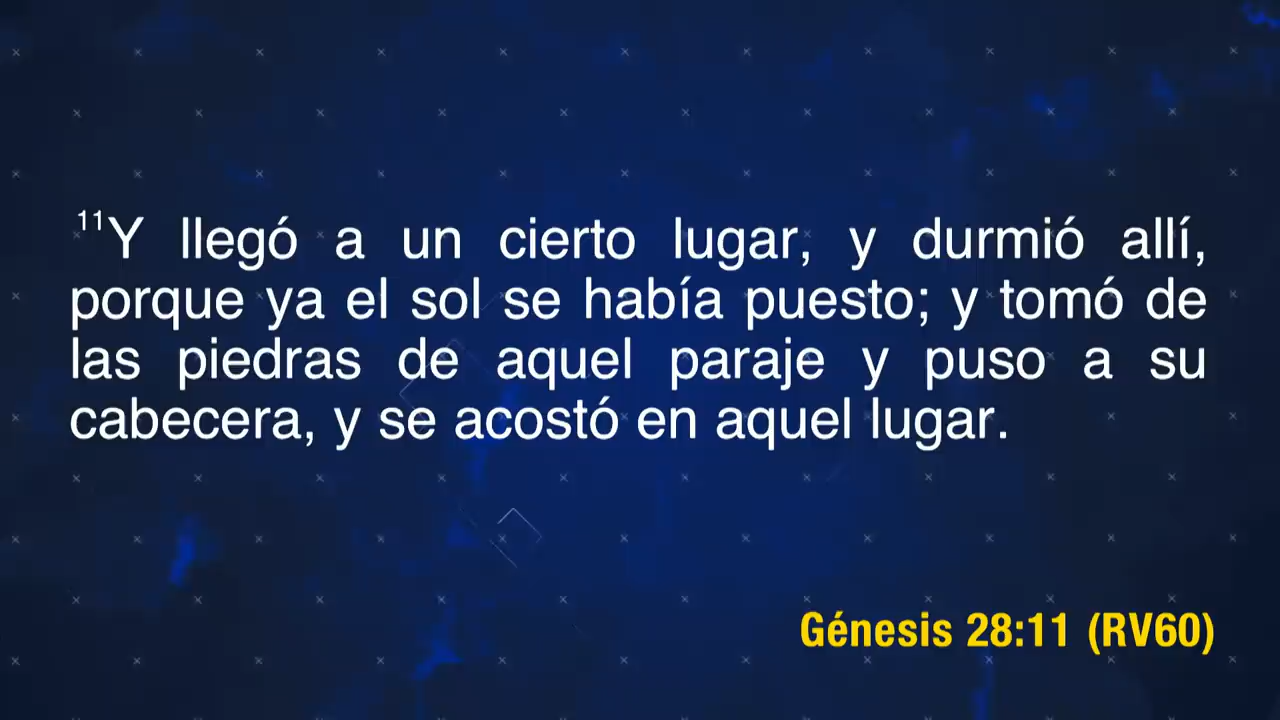 11Y llegó a un cierto lugar, y durmió allí,
porque ya el sol se había puesto; y tomó de
las piedras de aquel paraje y puso a su
cabecera, y se acostó en aquel lugar.
Génesis 28:11 (RV60)